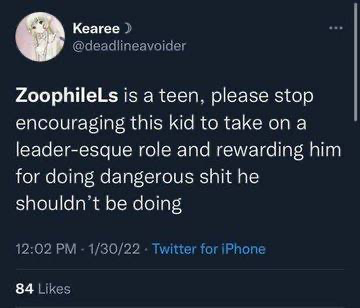 Kearee☽
@deadlineavoider
ZoophileLs is a teen, please stop
encouraging this kid to take on a
leader-esque role and rewarding him
for doing dangerous shit he
shouldn't be doing
12:02 PM · 1/30/22 · Twitter for iPhone
84 Likes